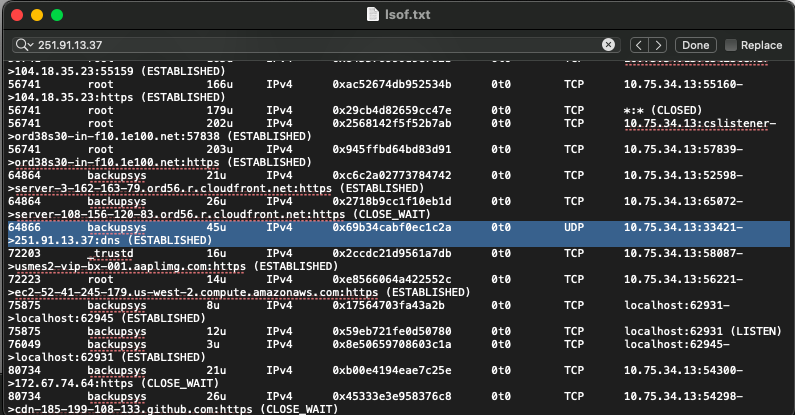 lsof.txt
251.91.13.37
Done
Replace
>104.18.35.23:55159 (ESTABLISHED)
56741 root 166u IPv4 0xac52674db952534b 0t0 TCP 10.75.34.13:55160-
>104.18.35.23:https (ESTABLISHED)
56741 root 179u IPv4 0x29cb4d82659cc47e 0t0 TCP *:* (CLOSED)
56741 root 202u IPv4 0x2568142f5f52b7ab 0t0 TCP 10.75.34.13:cslistener-
>ord38s30-in-f10.1e100.net:57838 (ESTABLISHED)
56741 root 203u IPv4 0x945ffbd64bd83d91 0t0 TCP 10.75.34.13:57839-
>ord38s30-in-f10.1e100.net:https (ESTABLISHED)
64864 backupsys 21u IPv4 0xc6c2a02773784742 0t0 TCP 10.75.34.13:52598-
>server-3-162-163-79.ord56.r.cloudfront.net:https (ESTABLISHED)
64864 backupsys 26u IPv4 0x2718b9cc1f10eb1d 0t0 TCP 10.75.34.13:65072-
>server-108-156-120-83.ord56.r.cloudfront.net:https (CLOSE_WAIT)
64866 backupsys 45u IPv4 0x69b34cabf0ec1c2a 0t0 UDP 10.75.34.13:33421-
>251.91.13.37:dns (ESTABLISHED)
72203 _trustd 16u IPv4 0x2ccdc21d9561a7db 0t0 TCP 10.75.34.13:58087-
>usmes2-vip-bx-001.aaplimg.com:https (ESTABLISHED)
72223 root 14u IPv4 0xe8566064a422552c 0t0 TCP 10.75.34.13:56221-
>ec2-52-41-245-179.us-west-2.compute.amazonaws.com:https (ESTABLISHED)
75875 backupsys 8u IPv4 0x17564703fa43a2b 0t0 TCP localhost:62931-
>localhost:62945 (ESTABLISHED)
75875 backupsys 12u IPv4 0x59eb721fe0d50780 0t0 TCP localhost:62931 (LISTEN)
76049 backupsys 3u IPv4 0x8e50659708603c1a 0t0 TCP localhost:62945-
>localhost:62931 (ESTABLISHED)
80734 backupsys 21u IPv4 0xb00e4194eae7c25e 0t0 TCP 10.75.34.13:54300-
>172.67.74.64:https (CLOSE_WAIT)
80734 backupsys 26u IPv4 0x45333e3e958376c8 0t0 TCP 10.75.34.13:54298-
>cdn-185-199-108-133.github.com:https (CLOSE_WAIT)